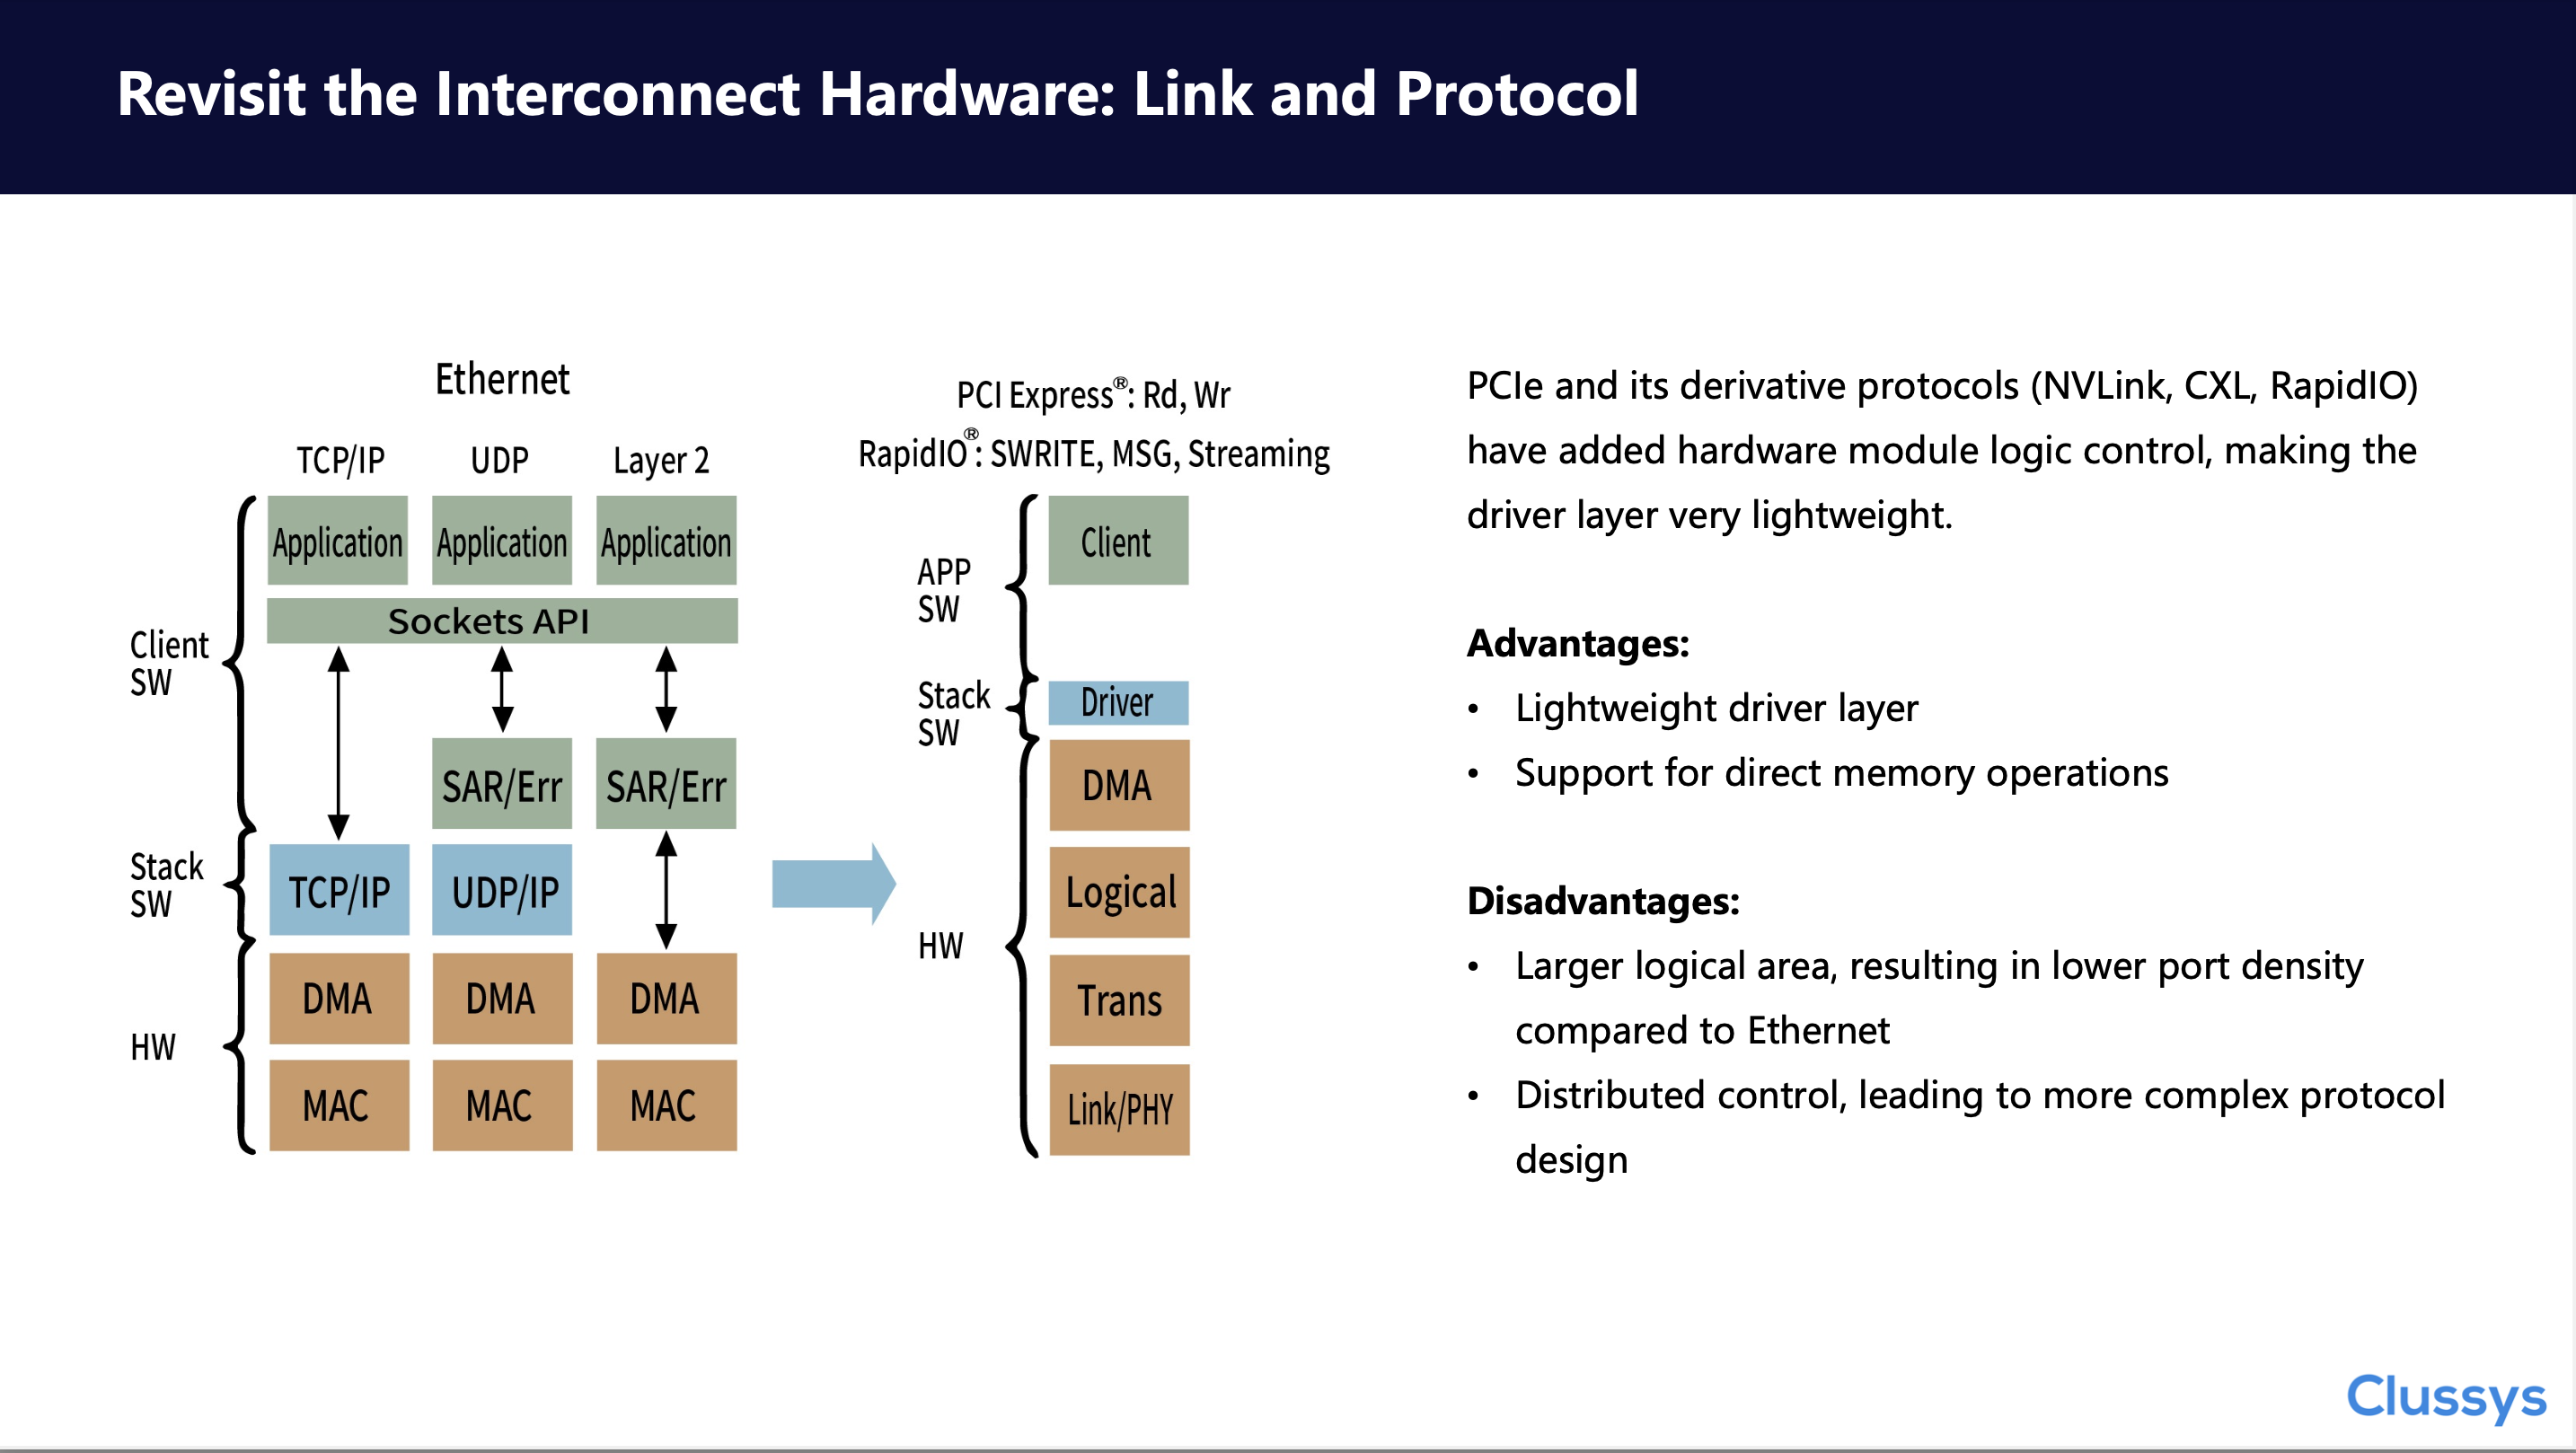 Revisit the Interconnect Hardware: Link and Protocol
Ethernet
TCP/IP UDP Layer 2
Application Application Application
Sockets API
Client
SW
SAR/Err SAR/Err
Stack
SW
TCP/IP UDP/IP
DMA DMA DMA
HW
MAC MAC MAC
PCI Express®: Rd, Wr
RapidIO®: SWRITE, MSG, Streaming
Client
APP
SW
Stack
SW
Driver
DMA
Logical
HW
Trans
Link/PHY
PCIe and its derivative protocols (NVLink, CXL, RapidIO)
have added hardware module logic control, making the
driver layer very lightweight.
Advantages:
• Lightweight driver layer
• Support for direct memory operations
Disadvantages:
• Larger logical area, resulting in lower port density
compared to Ethernet
• Distributed control, leading to more complex protocol
design
Clussys